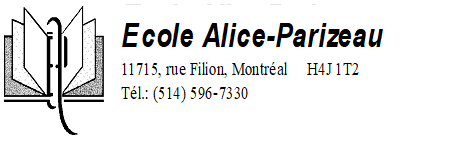 Ecole Alice-Parizeau
11715, rue Filion, Montréal H4J 1T2
Tél.: (514) 596-7330